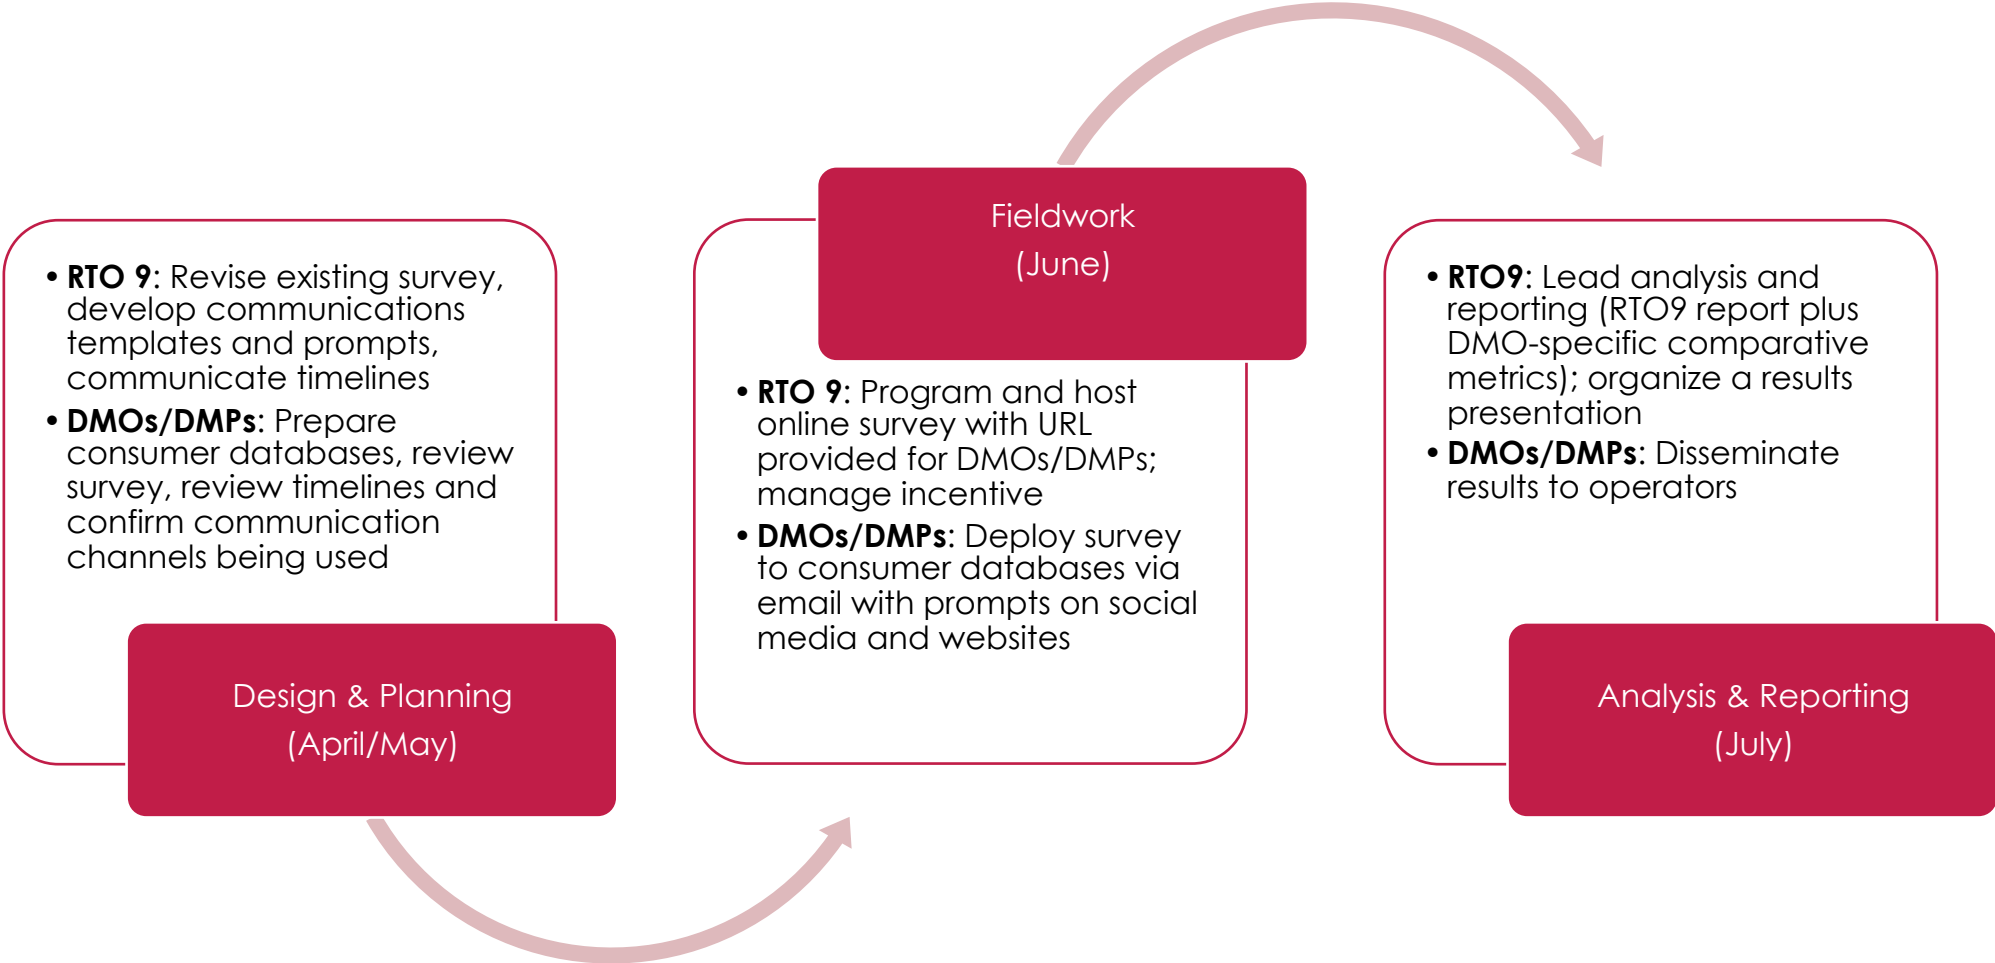 • RTO 9: Revise existing survey,
develop communications
templates and prompts,
communicate timelines
• DMOs/DMPs: Prepare
consumer databases, review
survey, review timelines and
confirm communication
channels being used
Design & Planning
(April/May)
Fieldwork
(June)
• RTO 9: Program and host
online survey with URL
provided for DMOs/DMPs;
manage incentive
• DMOs/DMPs: Deploy survey
to consumer databases via
email with prompts on social
media and websites
• RTO9: Lead analysis and
reporting (RTO9 report plus
DMO-specific comparative
metrics); organize a results
presentation
• DMOs/DMPs: Disseminate
results to operators
Analysis & Reporting
(July)